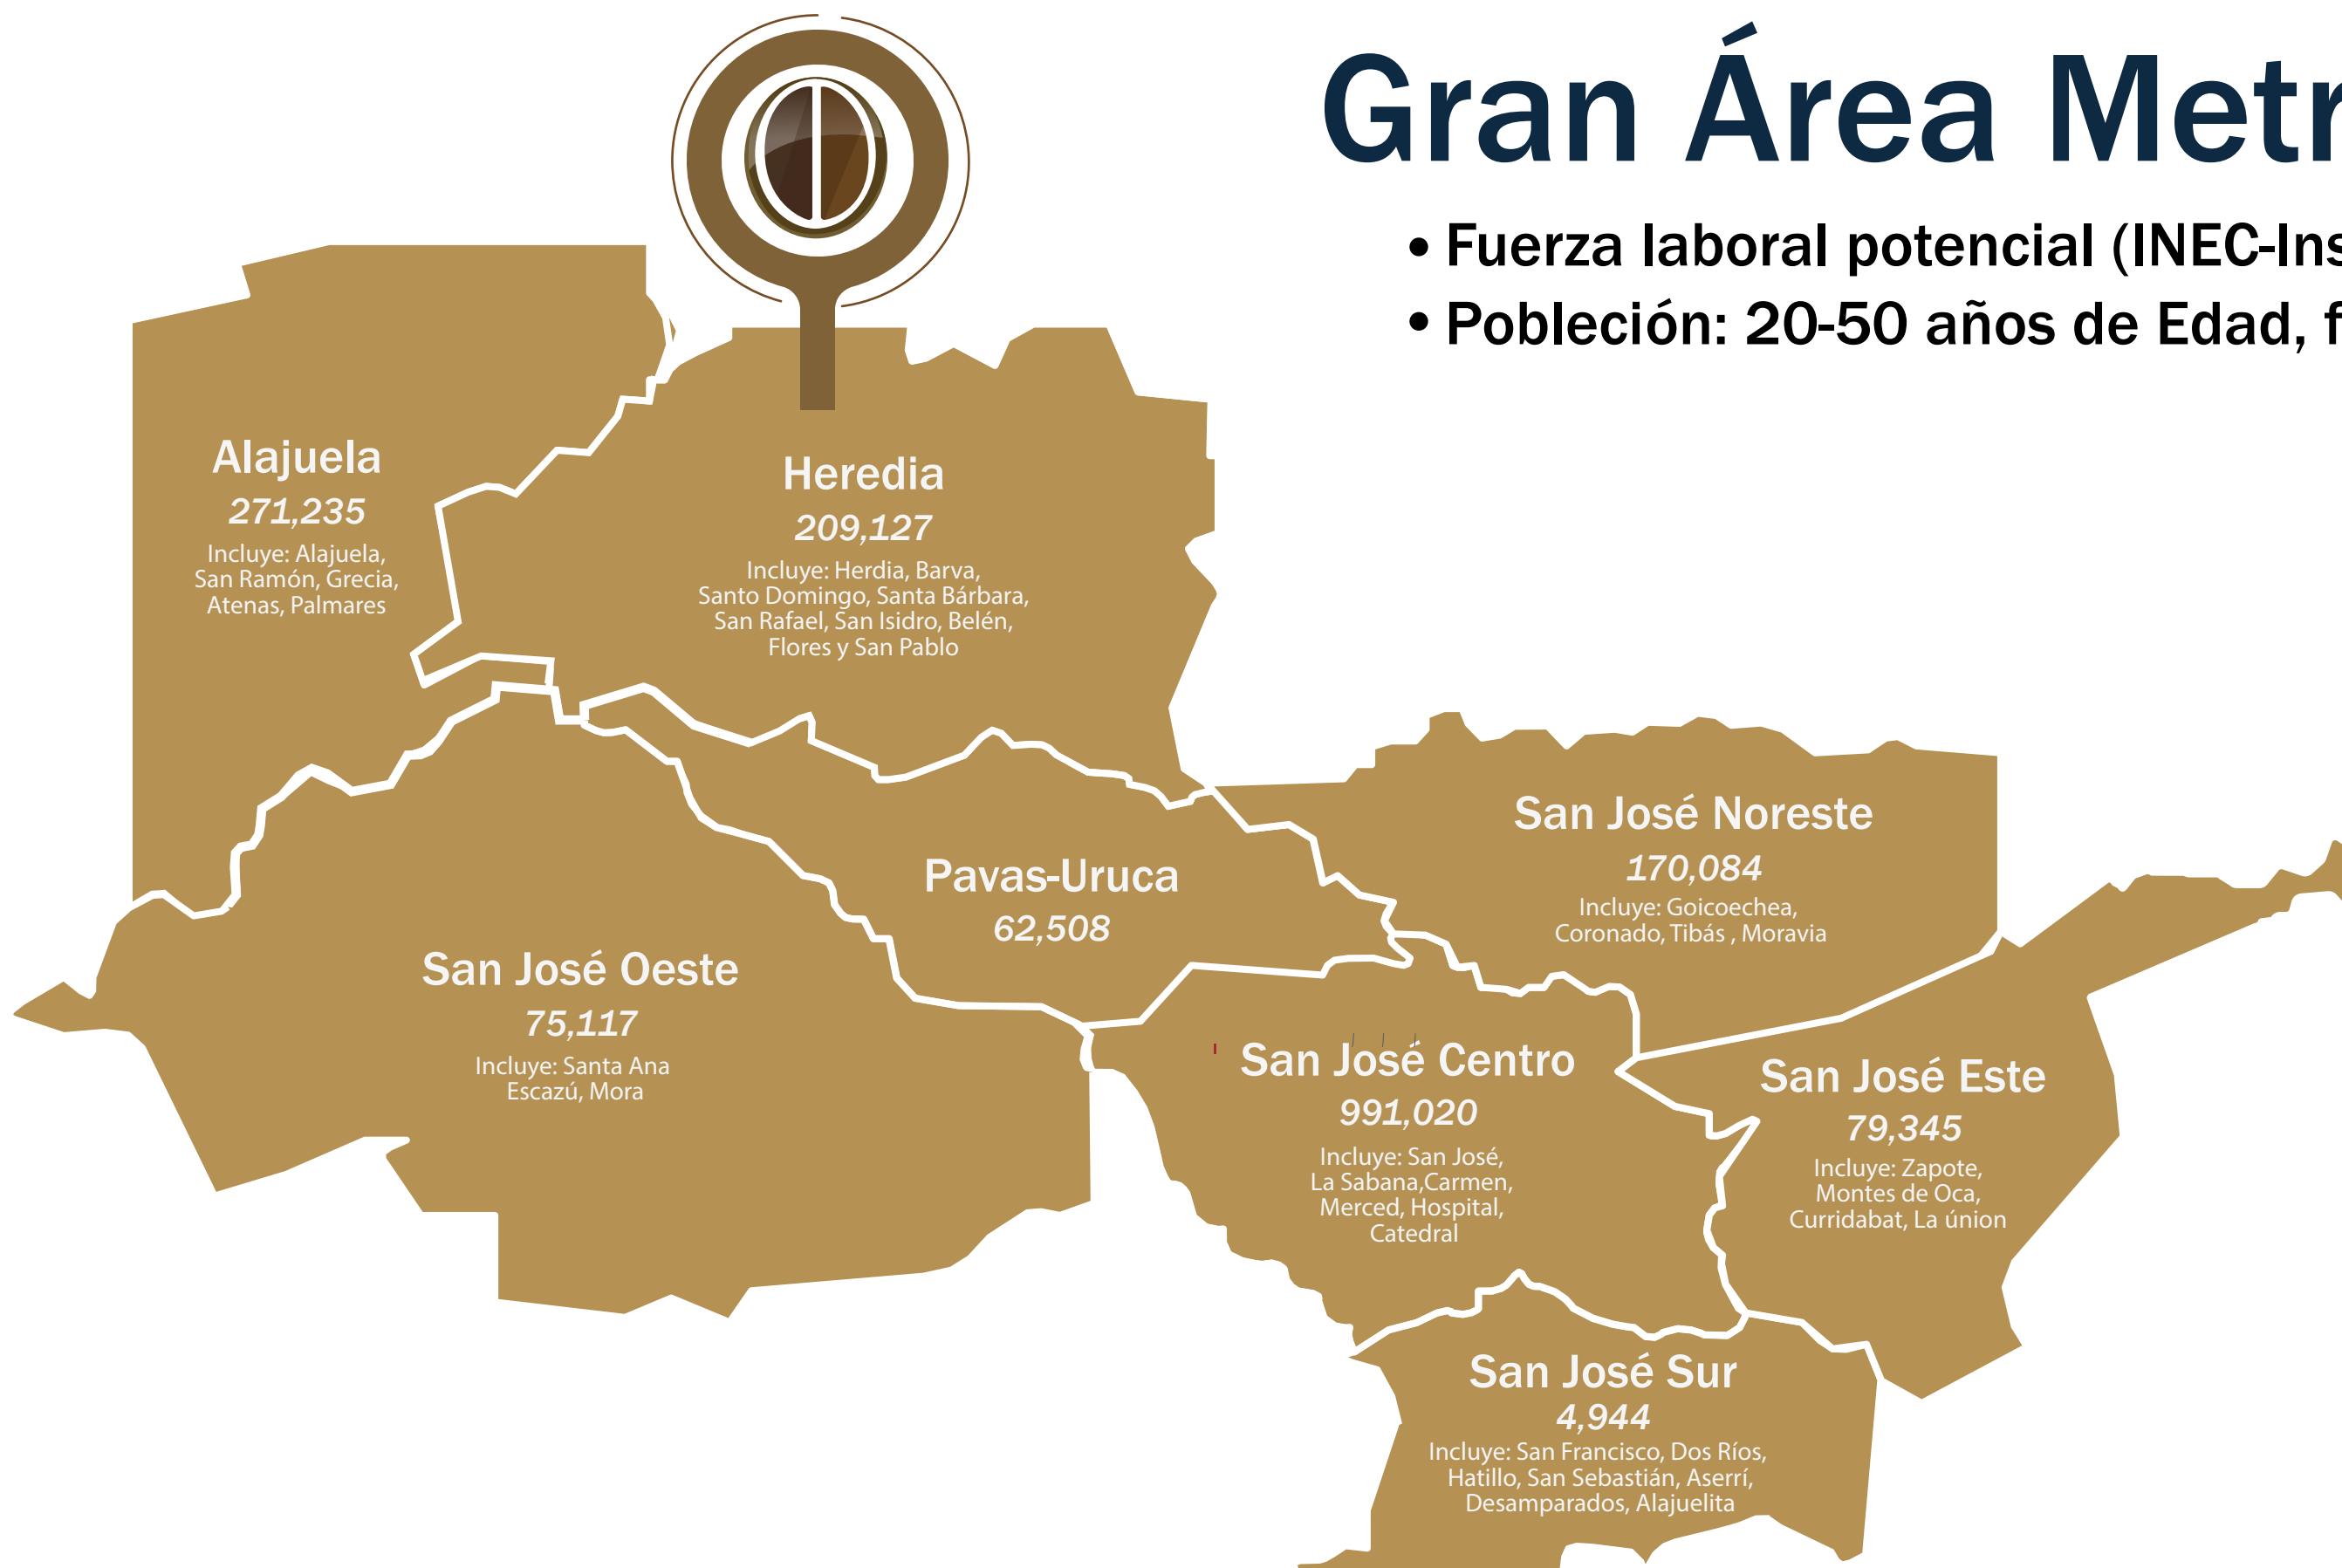 Gran Área Metr
• Fuerza laboral potencial (INEC-Ins
• Pobleción: 20-50 años de Edad, f
Alajuela
271,235
Incluye: Alajuela,
San Ramón, Grecia,
Atenas, Palmares
Heredia
209,127
Incluye: Herdia, Barva,
Santo Domingo, Santa Bárbara,
San Rafael, San Isidro, Belén,
Flores y San Pablo
San José Noreste
170,084
Incluye: Goicoechea,
Coronado, Tibás , Moravia
Pavas-Uruca
62,508
San José Oeste
75,117
Incluye: Santa Ana
Escazú, Mora
San José Centro
991,020
Incluye: San José,
La Sabana,Carmen,
Merced, Hospital,
Catedral
San José Este
79,345
Incluye: Zapote,
Montes de Oca,
Curridabat, La únion
San José Sur
4,944
Incluye: San Francisco, Dos Ríos,
Hatillo, San Sebastián, Aserrí,
Desamparados, Alajuelita